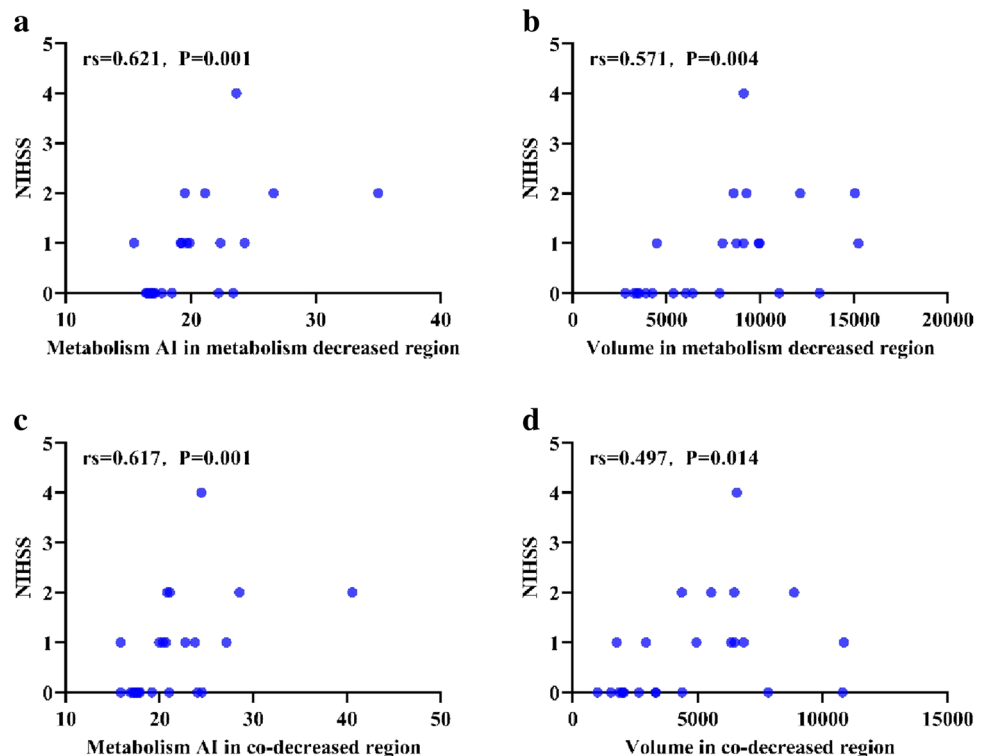 a
rs=0.621, P=0.001
NIHSS
5
4
3
2
1
0
10 20 30 40
Metabolism AI in metabolism decreased region
b
rs=0.571, P=0.004
NIHSS
5
4
3
2
1
0
0 5000 10000 15000 20000
Volume in metabolism decreased region
c
rs=0.617, P=0.001
NIHSS
5
4
3
2
1
0
10 20 30 40 50
Metabolism AI in co-decreased region
d
rs=0.497, P=0.014
NIHSS
5
4
3
2
1
0
0 5000 10000 15000
Volume in co-decreased region